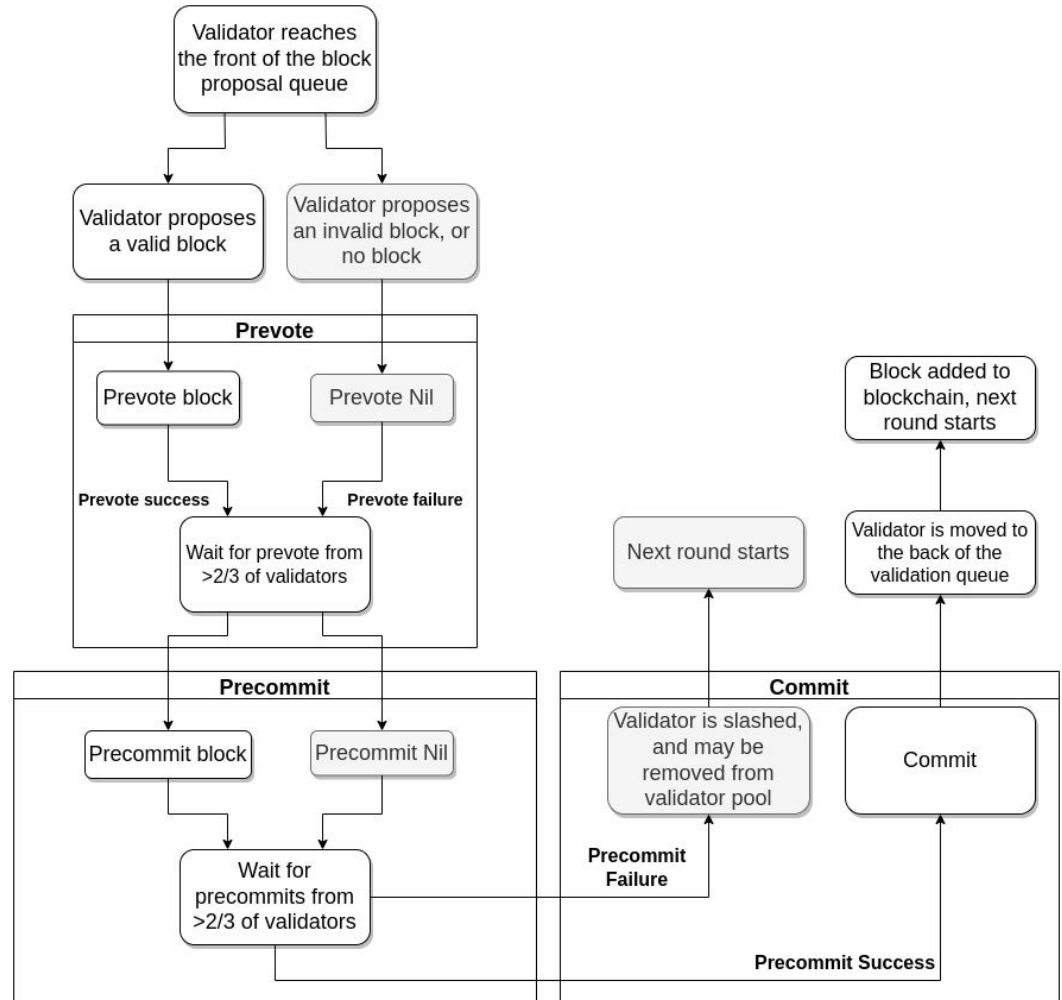 Validator reaches
the front of the block
proposal queue
Validator proposes
a valid block
Validator proposes
an invalid block, or
no block
Prevote
Prevote block
Prevote Nil
Prevote success
Prevote failure
Wait for prevote from
>2/3 of validators
Block added to
blockchain, next
round starts
Next round starts
Validator is moved to
the back of the
validation queue
Precommit
Precommit block
Precommit Nil
Wait for
precommits from
>2/3 of validators
Commit
Validator is slashed,
and may be
removed from
validator pool
Commit
Precommit
Failure
Precommit Success